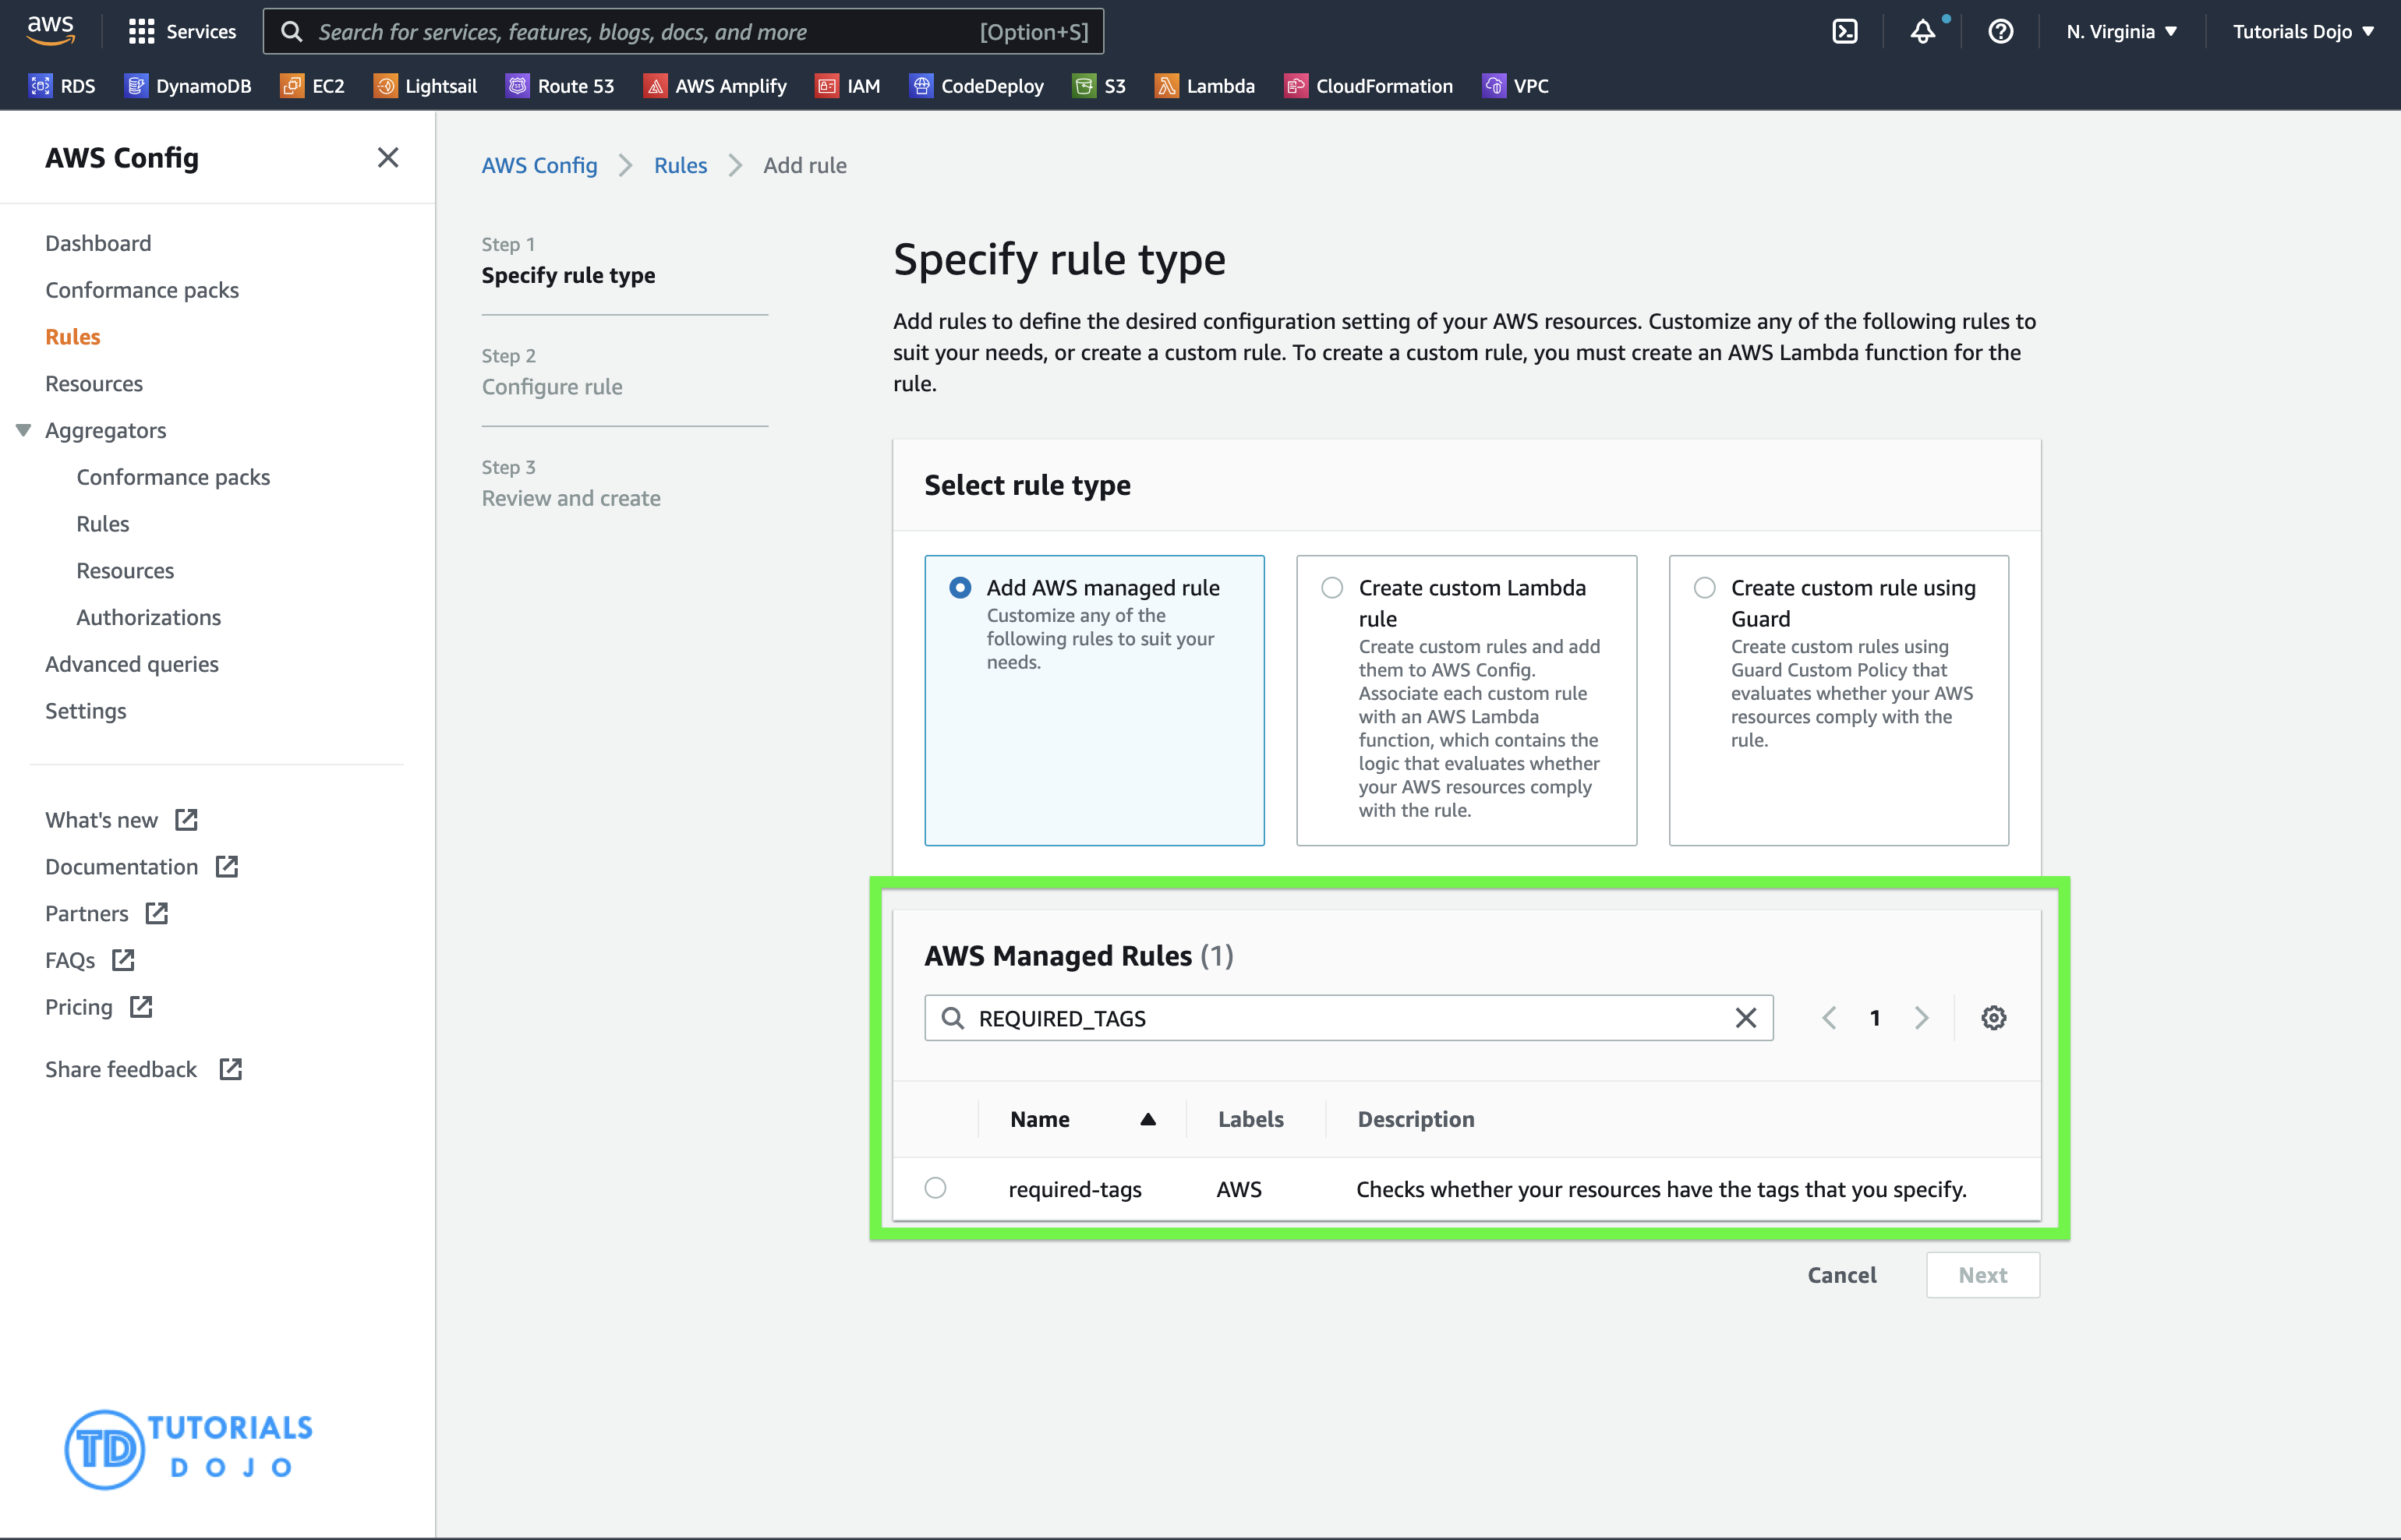 aws
Services
Search for services, features, blogs, docs, and more
[Option+S]
N. Virginia
Tutorials Dojo
RDS
DynamoDB
EC2
Lightsail
Route 53
AWS Amplify
IAM
CodeDeploy
S3
Lambda
CloudFormation
VPC
AWS Config
Dashboard
Conformance packs
Rules
Resources
Aggregators
Conformance packs
Rules
Resources
Authorizations
Advanced queries
Settings
What's new
Documentation
Partners
FAQs
Pricing
Share feedback
TD
TUTORIALS
DOJO
AWS Config
Rules
Add rule
Step 1
Specify rule type
Step 2
Configure rule
Step 3
Review and create
Specify rule type
Add rules to define the desired configuration setting of your AWS resources. Customize any of the following rules to
suit your needs, or create a custom rule. To create a custom rule, you must create an AWS Lambda function for the
rule.
Select rule type
Add AWS managed rule
Customize any of the
following rules to suit your
needs.
Create custom Lambda
rule
Create custom rules and add
them to AWS Config.
Associate each custom rule
with an AWS Lambda
function, which contains the
logic that evaluates whether
your AWS resources comply
with the rule.
Create custom rule using
Guard
Create custom rules using
Guard Custom Policy that
evaluates whether your AWS
resources comply with the
rule.
AWS Managed Rules (1)
REQUIRED_TAGS
1
Name
Labels
Description
required-tags
AWS
Checks whether your resources have the tags that you specify.
Cancel
Next